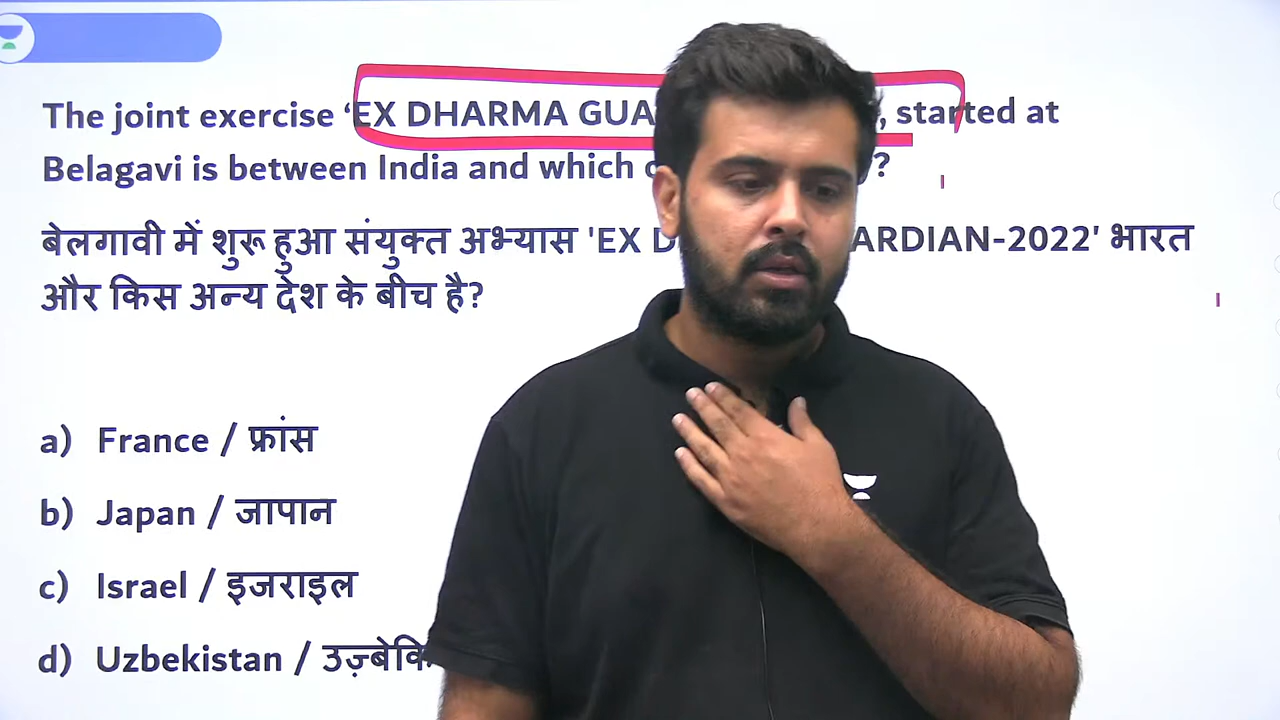 The joint exercise ‘EX DHARMA GUA , started at
Belagavi is between India and which ?
बेलगावी में शुरू हुआ संयुक्त अभ्यास 'EX D ARDIAN-2022' भारत
और किस अन्य देश के बीच है?
a) France / फ्रांस
b) Japan / जापान
c) Israel / इजराइल
d) Uzbekistan / उज़्बेकि